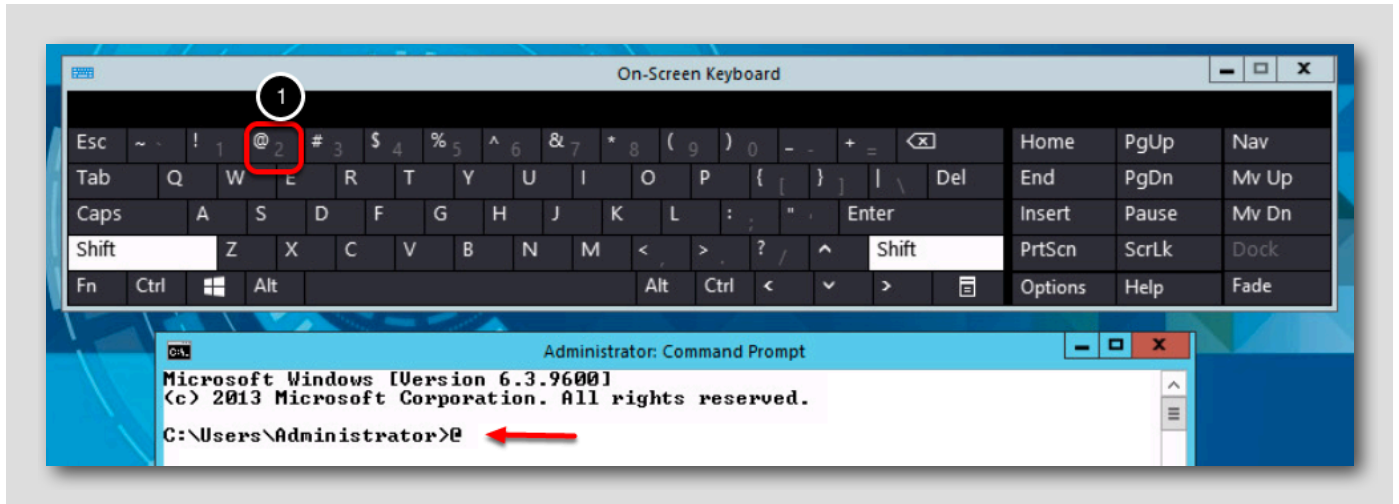 On-Screen Keyboard
1
Esc ~ ` ! 1 @ 2 # 3 $ 4 % 5 ^ 6 & 7 * 8 ( 9 ) 0 _ - + = Home PgUp Nav
Tab Q W E R T Y U I O P { [ } ] | \ Del End PgDn Mv Up
Caps A S D F G H J K L : ; " ' Enter Insert Pause Mv Dn
Shift Z X C V B N M < , > . ? / ^ Shift PrtScn ScrLk Dock
Fn Ctrl Alt Alt Ctrl < v > Options Help Fade
C:\.
Administrator: Command Prompt
Microsoft Windows [Version 6.3.9600]
(c) 2013 Microsoft Corporation. All rights reserved.
C:\Users\Administrator>@